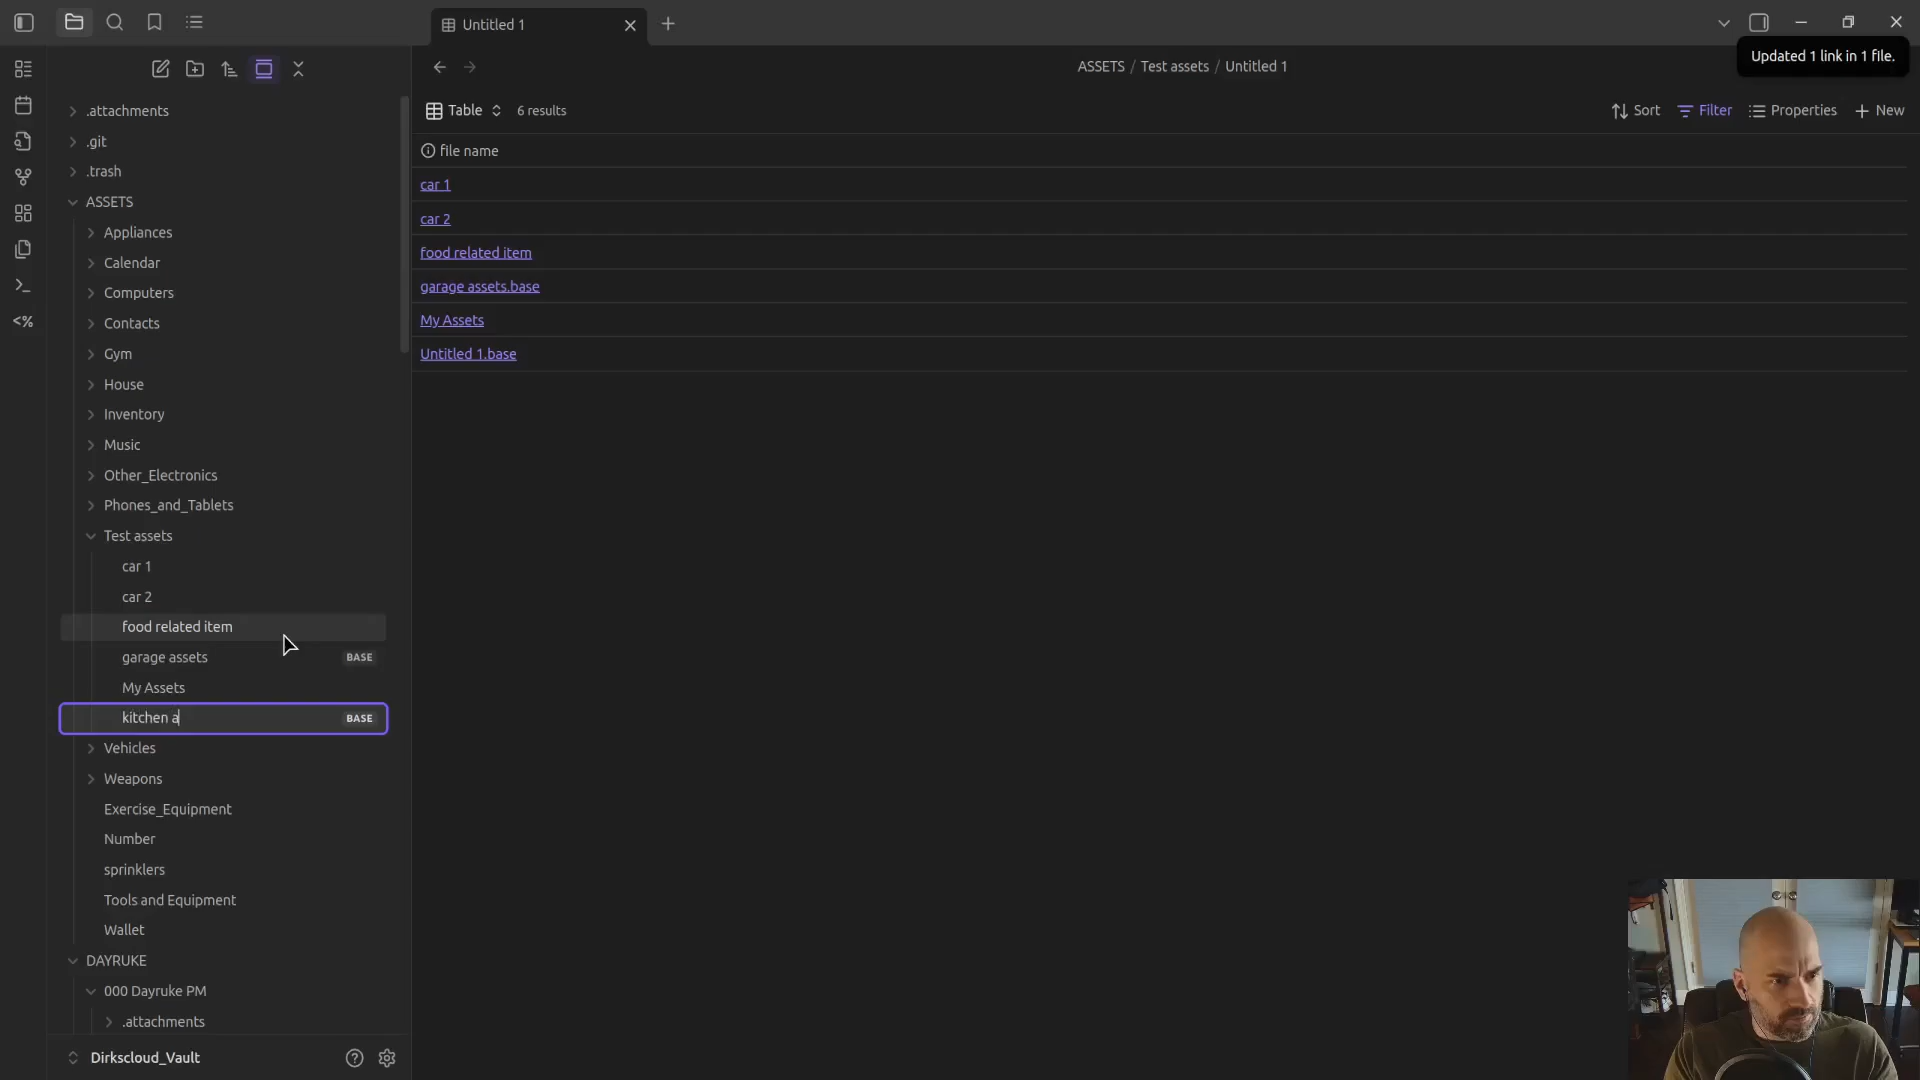 Untitled 1
Updated 1 link in 1 file.
ASSETS / Test assets / Untitled 1
Table 6 results
Sort Filter Properties New
file name
car 1
car 2
food related item
garage assets.base
My Assets
Untitled 1.base
.attachments
.git
.trash
ASSETS
Appliances
Calendar
Computers
Contacts
Gym
House
Inventory
Music
Other_Electronics
Phones_and_Tablets
Test assets
car 1
car 2
food related item
garage assets BASE
My Assets
kitchen a BASE
Vehicles
Weapons
Exercise_Equipment
Number
sprinklers
Tools and Equipment
Wallet
DAYRUKE
000 Dayruke PM
.attachments
Dirkscloud_Vault